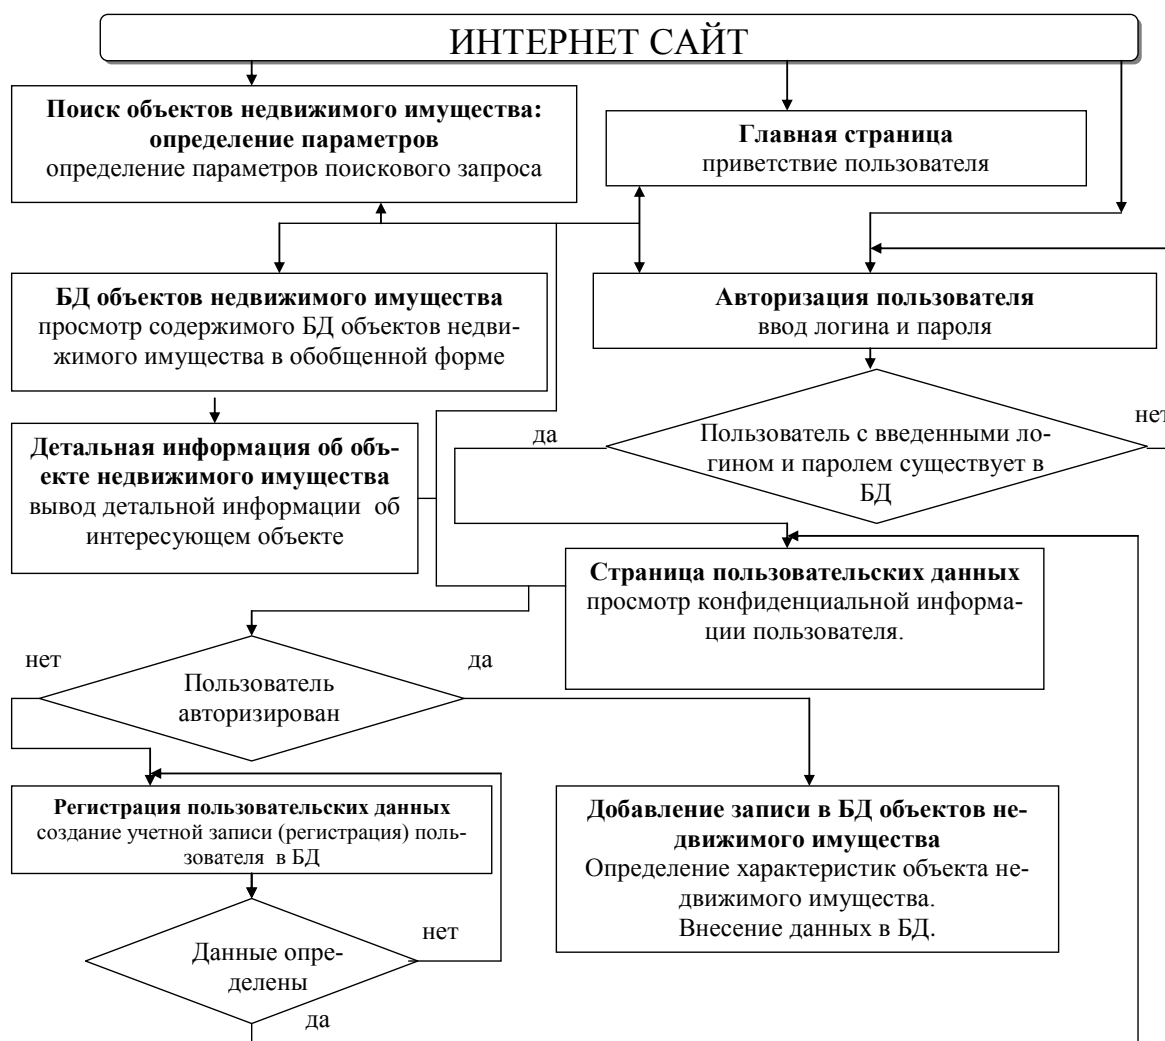 ИНТЕРНЕТ САЙТ
Поиск объектов недвижимого имущества:
определение параметров
определение параметров поискового запроса
Главная страница
приветствие пользователя
БД объектов недвижимого имущества
просмотр содержимого БД объектов недви-
жимого имущества в обобщенной форме
Авторизация пользователя
ввод логина и пароля
Детальная информация об объ-
екте недвижимого имущества
вывод детальной информации об
интересующем объекте
да
нет
Пользователь с введенными ло-
гином и паролем существует в
БД
Страница пользовательских данных
просмотр конфиденциальной информа-
ции пользователя.
нет
да
Пользователь
авторизирован
Регистрация пользовательских данных
создание учетной записи (регистрация) поль-
зователя в БД
Добавление записи в БД объектов не-
движимого имущества
Определение характеристик объекта не-
движимого имущества.
Внесение данных в БД.
Данные опре-
делены
нет
да